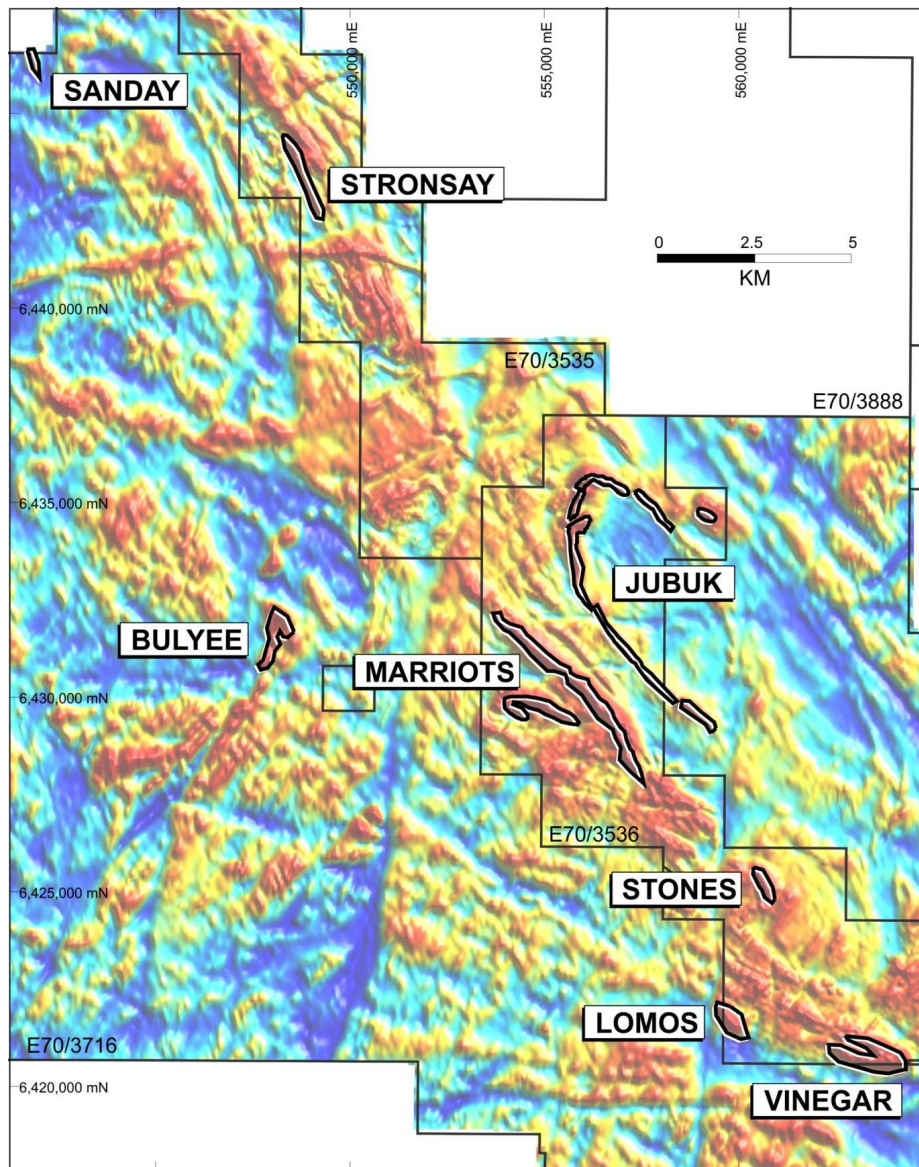 550,000 mE
555,000 mE
560,000 mE
SANDAY
STRONSAY
0 2.5 5
KM
6,440,000 mN
E70/3535
E70/3888
6,435,000 mN
JUBUK
BULYEE
MARRIOTS
6,430,000 mN
E70/3536
6,425,000 mN
STONES
LOMOS
E70/3716
6,420,000 mN
VINEGAR